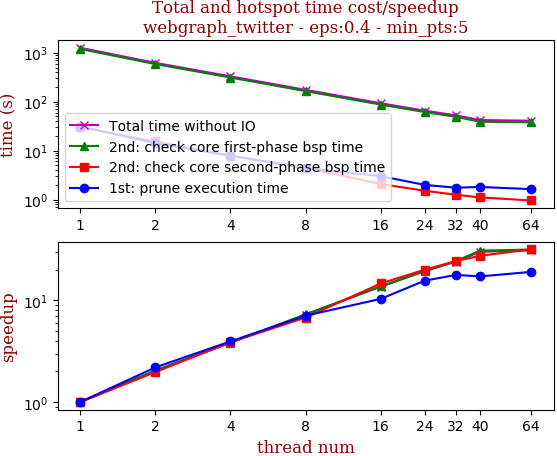 Total and hotspot time cost/speedup
webgraph_twitter - eps:0.4 - min_pts:5
time (s)
10³
10²
10¹
10⁰
Total time without IO
2nd: check core first-phase bsp time
2nd: check core second-phase bsp time
1st: prune execution time
1 2 4 8 16 24 32 40 64
speedup
10¹
10⁰
1 2 4 8 16 24 32 40 64
thread num